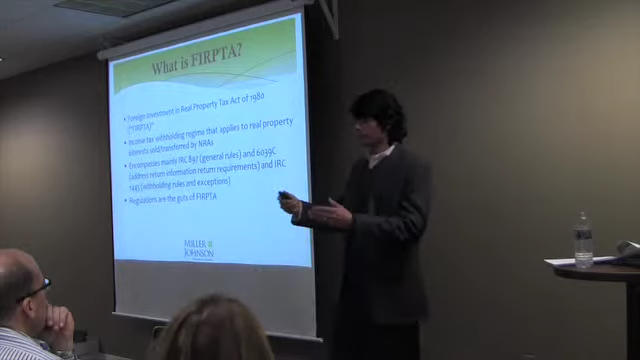 What is FIRPTA?
• Foreign Investment in Real Property Tax Act of 1980
("FIRPTA")
• Income tax withholding regime that applies to real property
interests sold/transferred by NRAs
• Encompasses mainly IRC 897 (general rules) and 6039C
(address return information return requirements) and IRC
1445 (withholding rules and exceptions)
• Regulations are the guts of FIRPTA
MILLER
JOHNSON